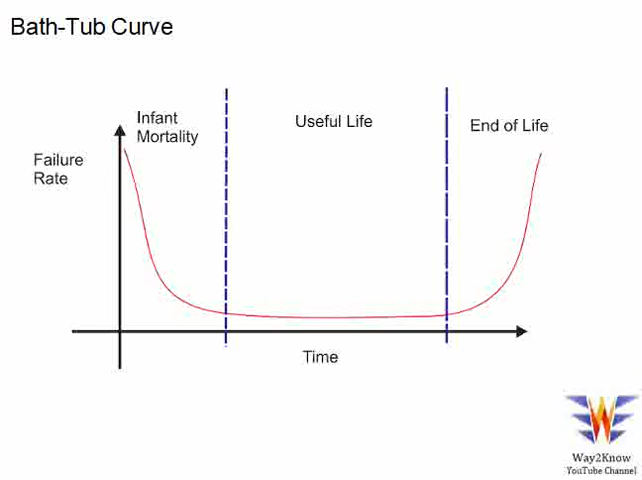 Bath-Tub Curve
Infant
Mortality
Useful Life
End of Life
Failure
Rate
Time
Way2Know
YouTube Channel